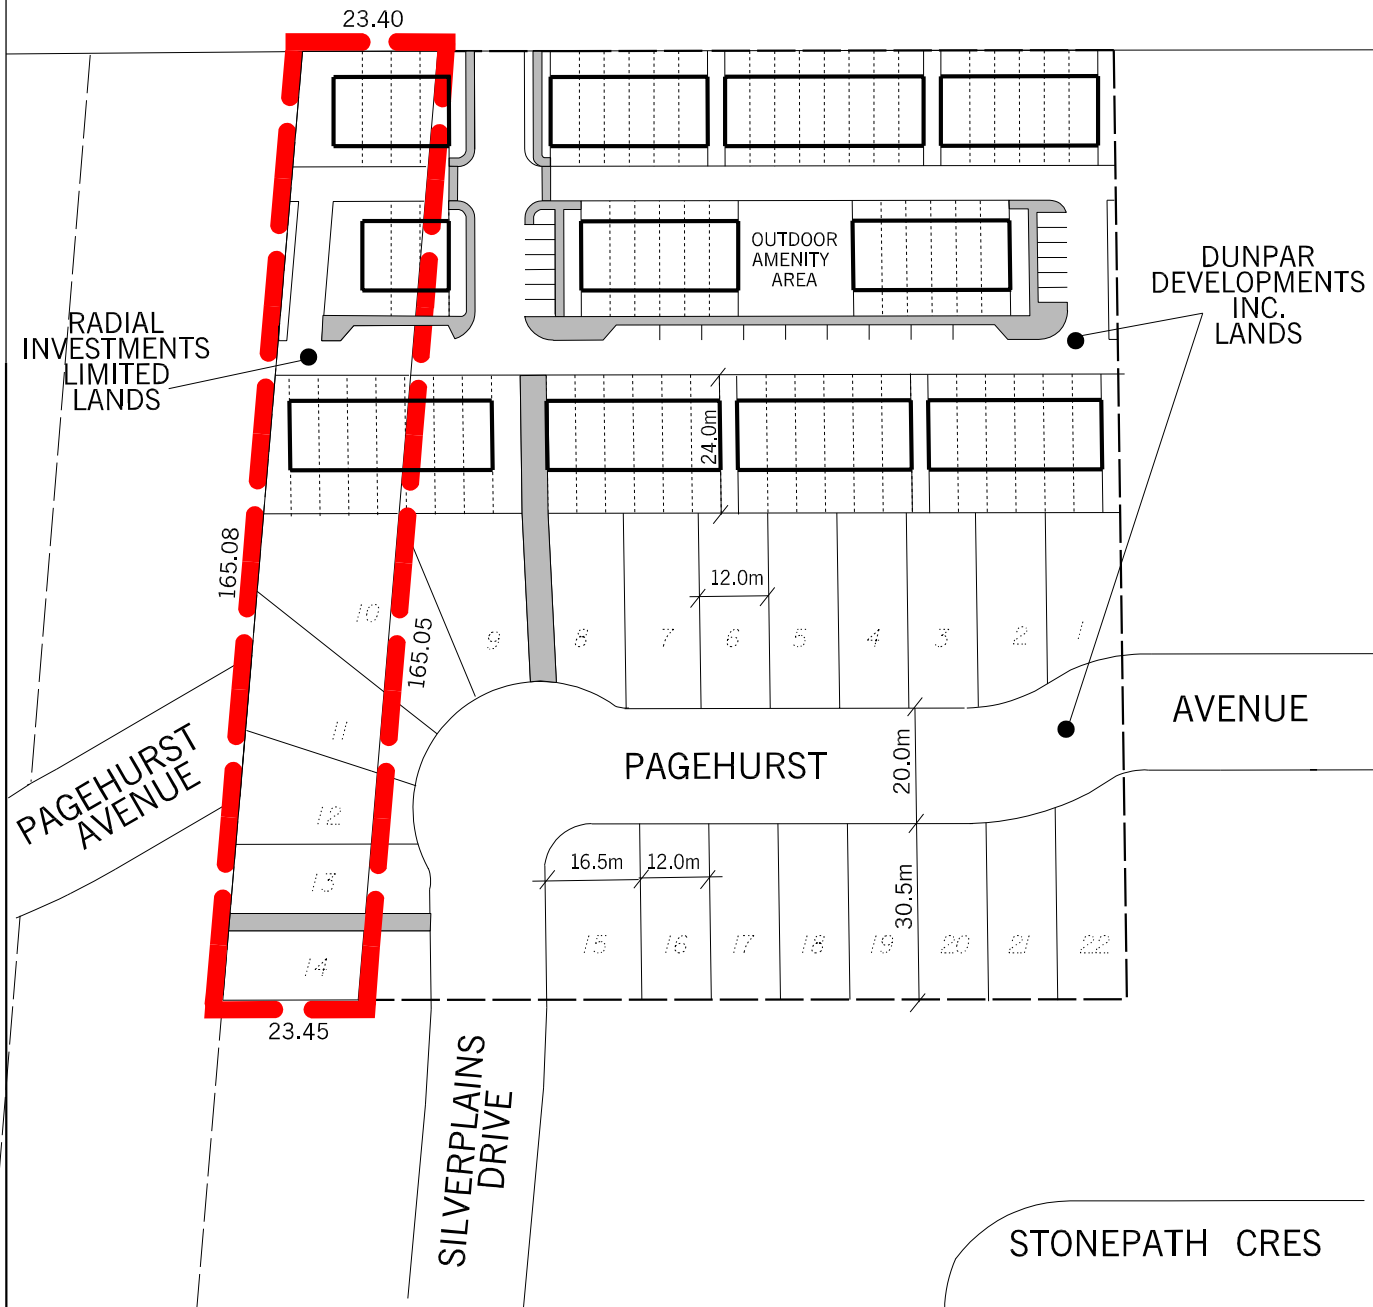 23.40
OUTDOOR
AMENITY
AREA
DUNPAR
DEVELOPMENTS
INC.
LANDS
RADIAL
INVESTMENTS
LIMITED
LANDS
24.0m
165.08
12.0m
10
9
8
7
6
5
4
3
2
1
165.05
11
AVENUE
PAGEHURST
20.0m
PAGEHURST
AVENUE
12
16.5m
12.0m
13
30.5m
14
15
16
17
18
19
20
21
22
23.45
SILVERPLAINS
DRIVE
STONEPATH CRES